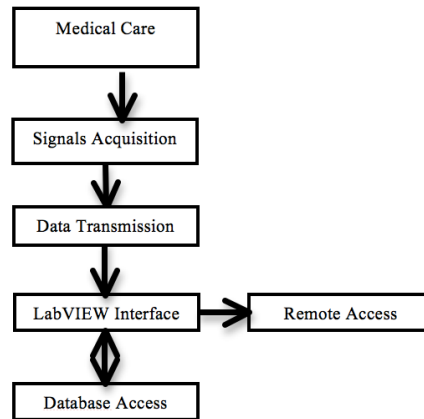 Medical Care
Signals Acquisition
Data Transmission
LabVIEW Interface
Remote Access
Database Access